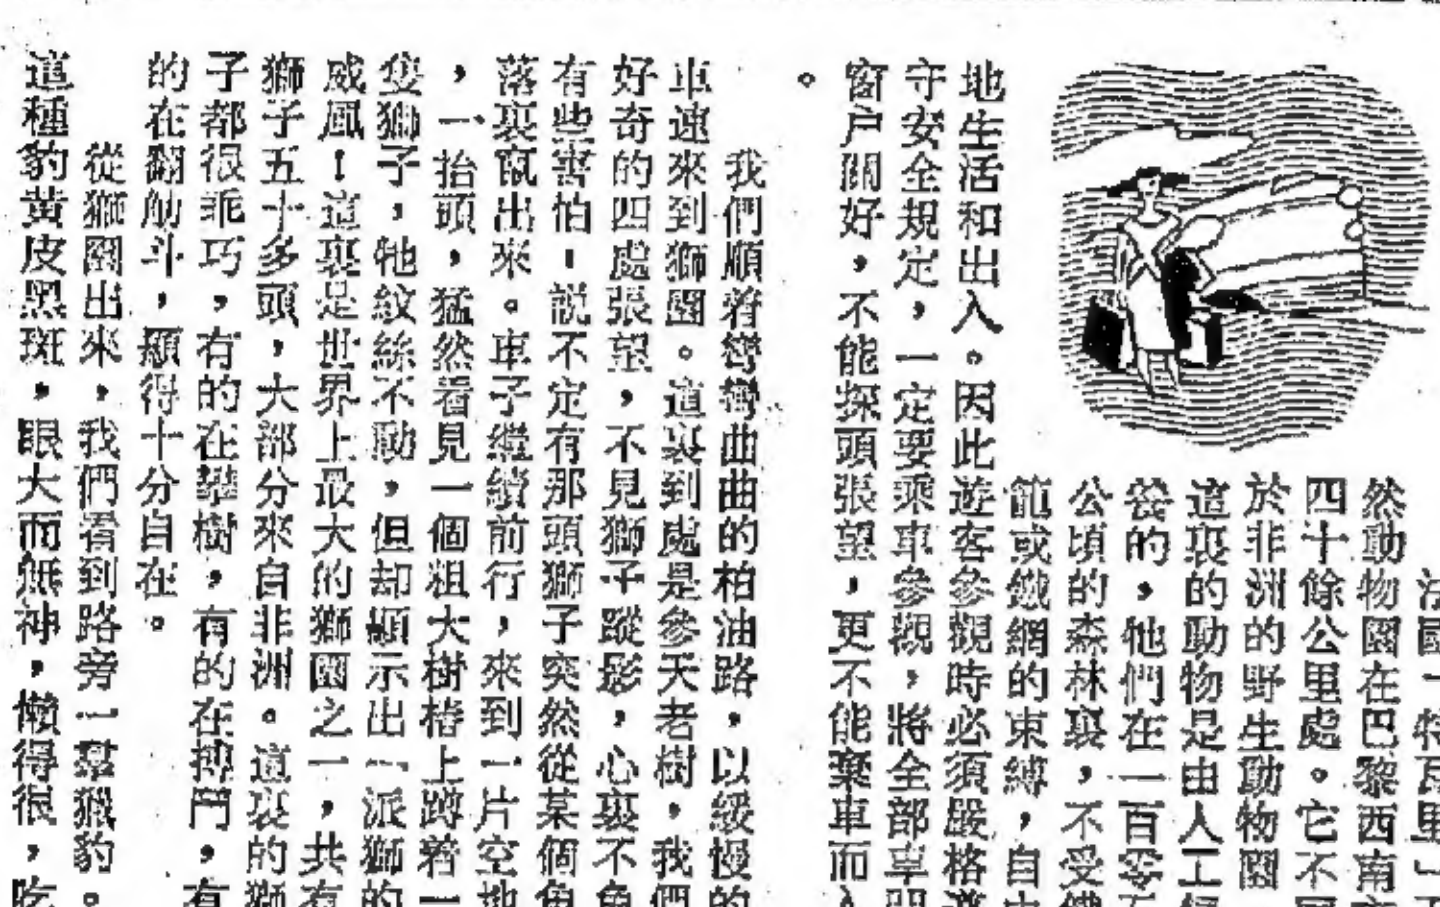 法國「特瓦里」
然動物園在巴黎西南
四十餘公里處。它不
於非洲的野生動物園
這裏的動物是由人工
養的,牠們在一百零五
公頃的森林裏,不受
籠或鐵網的束縛,自
地生活和出入。因此遊客參觀時必須嚴格遵
守安全規定,一定要乘車參觀,將全部車
窗户關好,不能探頭張望,更不能棄車而
。
我們順着彎彎曲曲的柏油路,以緩慢的
車速來到獅園。這裏到處是參天老樹,我們
好奇的四處張望,不見獅子蹤影,心裏不免
有些害怕!說不定有那頭獅子突然從某個角
落裏竄出來。車子繼續前行,來到一片空地
,一抬頭,猛然看見一個粗大樹樁上蹲着一
隻獅子,牠紋絲不動,但却顯示出一派獅的
威風!這裏是世界上最大的獅園之一,共有
獅子五十多頭,大部分來自非洲。這裏的獅
子都很乖巧,有的在攀樹,有的在搏鬥,有
的在翻觔斗,顯得十分自在。
從獅園出來,我們看到路旁一羣獵豹。
這種豹黃皮黑斑,眼大而無神,懶得很,吃